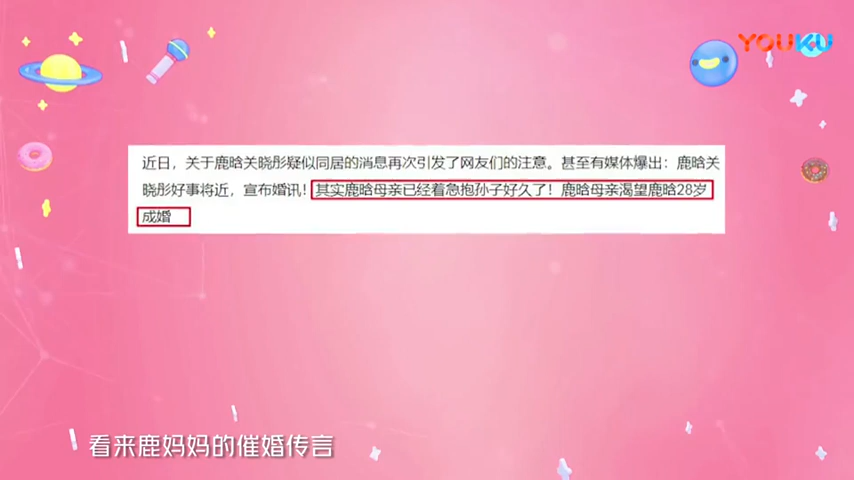 YOUKU
近日，关于鹿晗关晓彤疑似同居的消息再次引发了网友们的注意。甚至有媒体爆出：鹿晗关
晓彤好事将近，宣布婚讯！其实鹿晗母亲已经着急抱孙子好久了！鹿晗母亲渴望鹿晗28岁
成婚
看来鹿妈妈的催婚传言